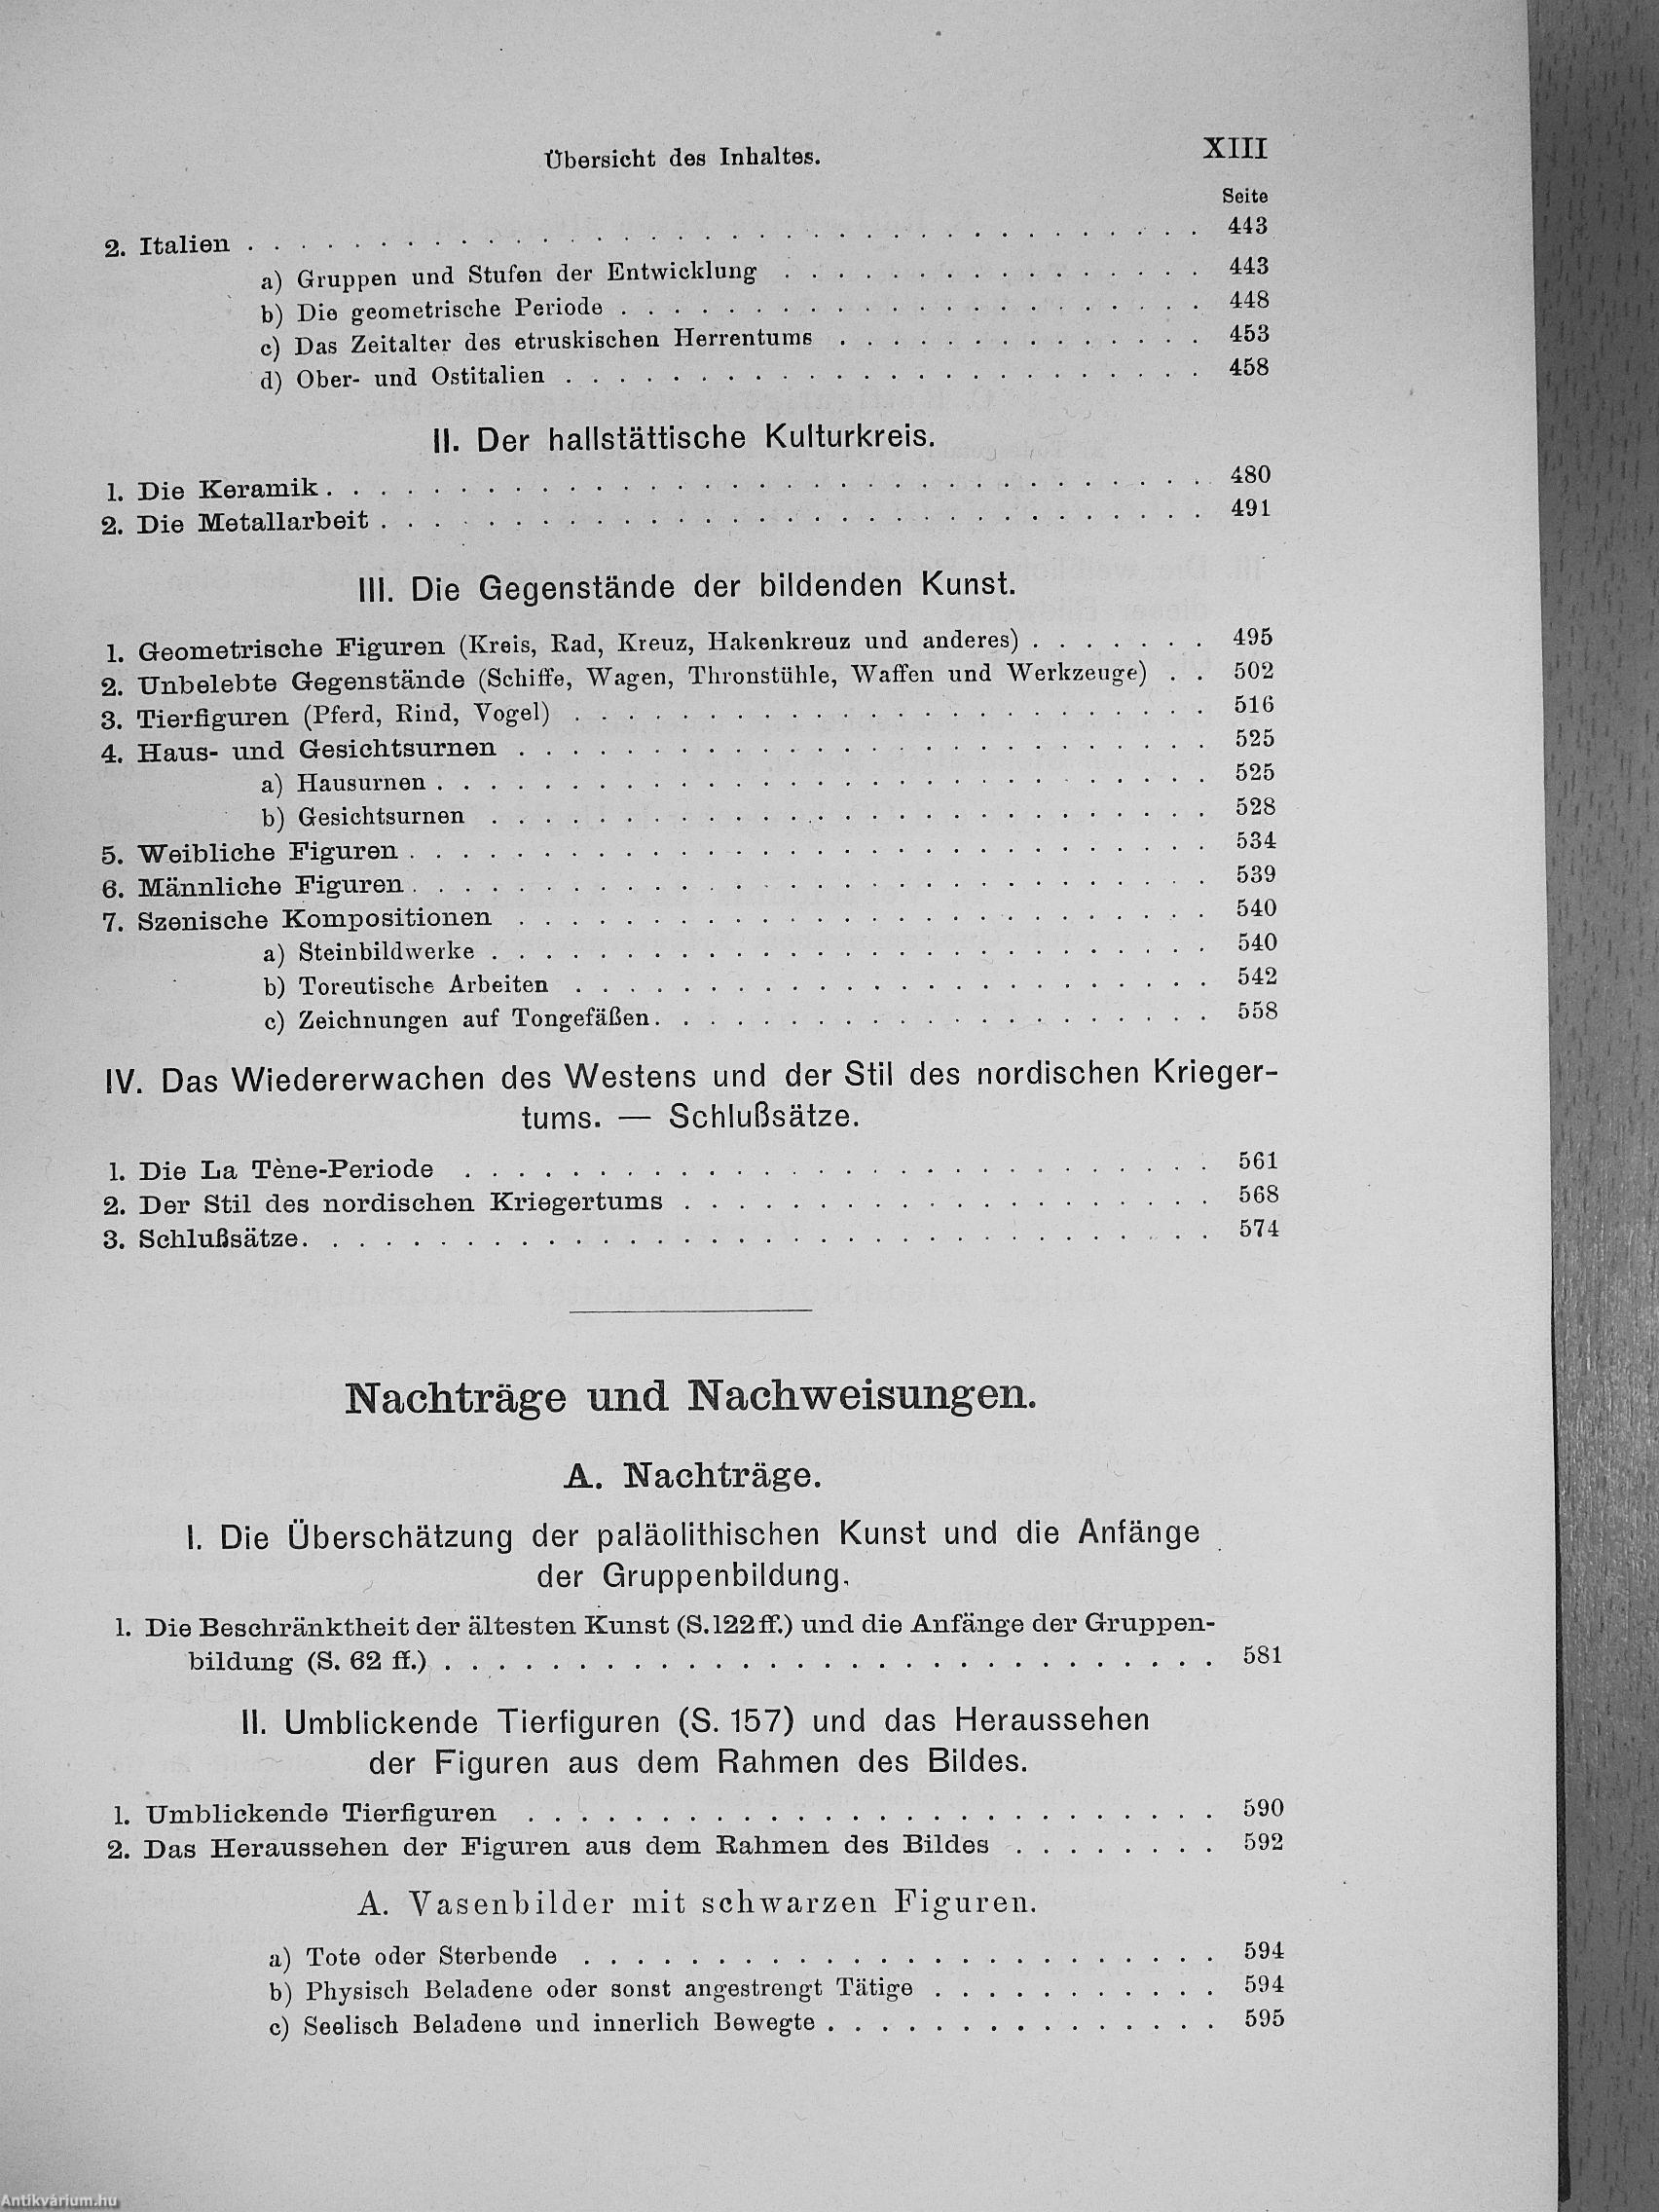 Übersicht des Inhaltes. XIII
Seite
2. Italien . . . . . . . . . . 443
a) Gruppen und Stufen der Entwicklung . . . . . . . . . . 443
b) Die geometrische Periode . . . . . . . . . . 448
c) Das Zeitalter des etruskischen Herrentums . . . . . . . . . . 453
d) Ober- und Ostitalien . . . . . . . . . . 458
II. Der hallstättische Kulturkreis.
1. Die Keramik . . . . . . . . . . 480
2. Die Metallarbeit . . . . . . . . . . 491
III. Die Gegenstände der bildenden Kunst.
1. Geometrische Figuren (Kreis, Rad, Kreuz, Hakenkreuz und anderes) . . . . . . . 495
2. Unbelebte Gegenstände (Schiffe, Wagen, Thronstühle, Waffen und Werkzeuge) . . 502
3. Tierfiguren (Pferd, Rind, Vogel) . . . . . . . . . . 516
4. Haus- und Gesichtsurnen . . . . . . . . . . 525
a) Hausurnen . . . . . . . . . . 525
b) Gesichtsurnen . . . . . . . . . . 528
5. Weibliche Figuren . . . . . . . . . . 534
6. Männliche Figuren . . . . . . . . . . 539
7. Szenische Kompositionen . . . . . . . . . . 540
a) Steinbildwerke . . . . . . . . . . 540
b) Toreutische Arbeiten . . . . . . . . . . 542
c) Zeichnungen auf Tongefäßen . . . . . . . . . . 558
IV. Das Wiedererwachen des Westens und der Stil des nordischen Krieger-
tums. — Schlußsätze.
1. Die La Tène-Periode . . . . . . . . . . 561
2. Der Stil des nordischen Kriegertums . . . . . . . . . . 568
3. Schlußsätze . . . . . . . . . . 574
Nachträge und Nachweisungen.
A. Nachträge.
I. Die Überschätzung der paläolithischen Kunst und die Anfänge
der Gruppenbildung.
1. Die Beschränktheit der ältesten Kunst (S. 122 ff.) und die Anfänge der Gruppen-
bildung (S. 62 ff.) . . . . . . . . . . 581
II. Umblickende Tierfiguren (S. 157) und das Heraussehen
der Figuren aus dem Rahmen des Bildes.
1. Umblickende Tierfiguren . . . . . . . . . . 590
2. Das Heraussehen der Figuren aus dem Rahmen des Bildes . . . . . . . . 592
A. Vasenbilder mit schwarzen Figuren.
a) Tote oder Sterbende . . . . . . . . . . 594
b) Physisch Beladene oder sonst angestrengt Tätige . . . . . . . . . . 594
c) Seelisch Beladene und innerlich Bewegte . . . . . . . . . . 595
Antikvárium.hu